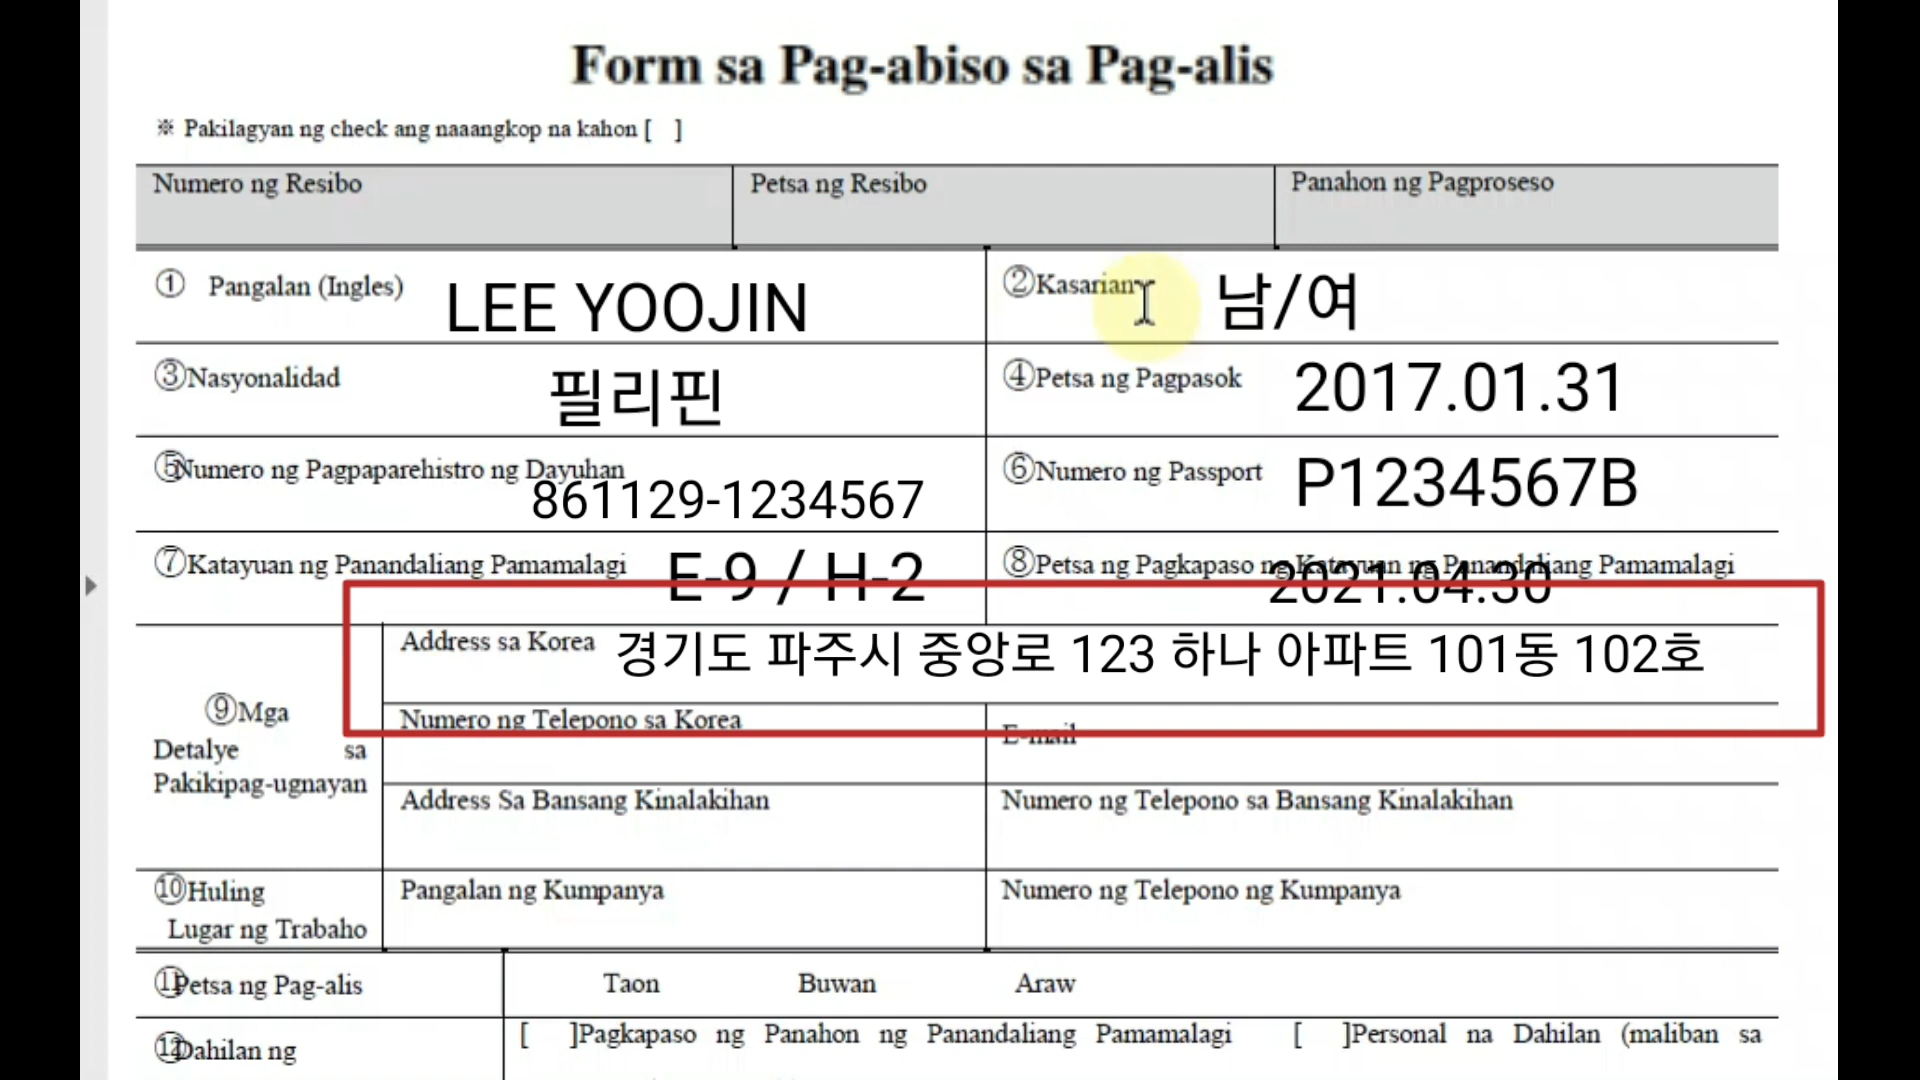 Form sa Pag-abiso sa Pag-alis
※ Pakilagyan ng check ang naaangkop na kahon [ ]
Numero ng Resibo
Petsa ng Resibo
Panahon ng Pagproseso
① Pangalan (Ingles) LEE YOOJIN
②Kasarian 남/여
③Nasyonalidad 필리핀
④Petsa ng Pagpasok 2017.01.31
⑤Numero ng Pagpaparehistro ng Dayuhan
861129-1234567
⑥Numero ng Passport P1234567B
⑦Katayuan ng Panandaliang Pamamalagi E-9 / H-2
⑧Petsa ng Pagkapaso ng Katayuan ng Panandaliang Pamamalagi
2021.04.30
⑨Mga
Detalye sa
Pakikipag-ugnayan
Address sa Korea 경기도 파주시 중앙로 123 하나 아파트 101동 102호
Numero ng Telepono sa Korea
E-mail
Address Sa Bansang Kinalakihan
Numero ng Telepono sa Bansang Kinalakihan
⑩Huling
Lugar ng Trabaho
Pangalan ng Kumpanya
Numero ng Telepono ng Kumpanya
⑪Petsa ng Pag-alis
Taon Buwan Araw
⑫Dahilan ng
[ ]Pagkapaso ng Panahon ng Panandaliang Pamamalagi [ ]Personal na Dahilan (maliban sa